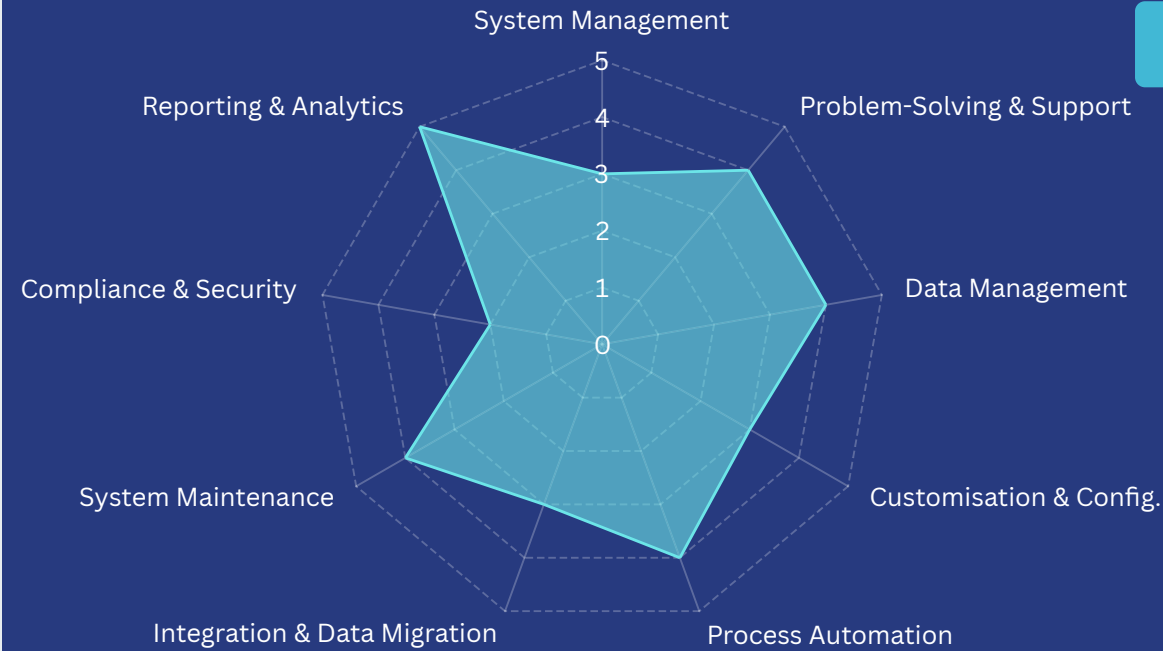 System Management
5
Reporting & Analytics
Problem-Solving & Support
4
3
2
Compliance & Security
1
Data Management
0
System Maintenance
Customisation & Config.
Integration & Data Migration
Process Automation